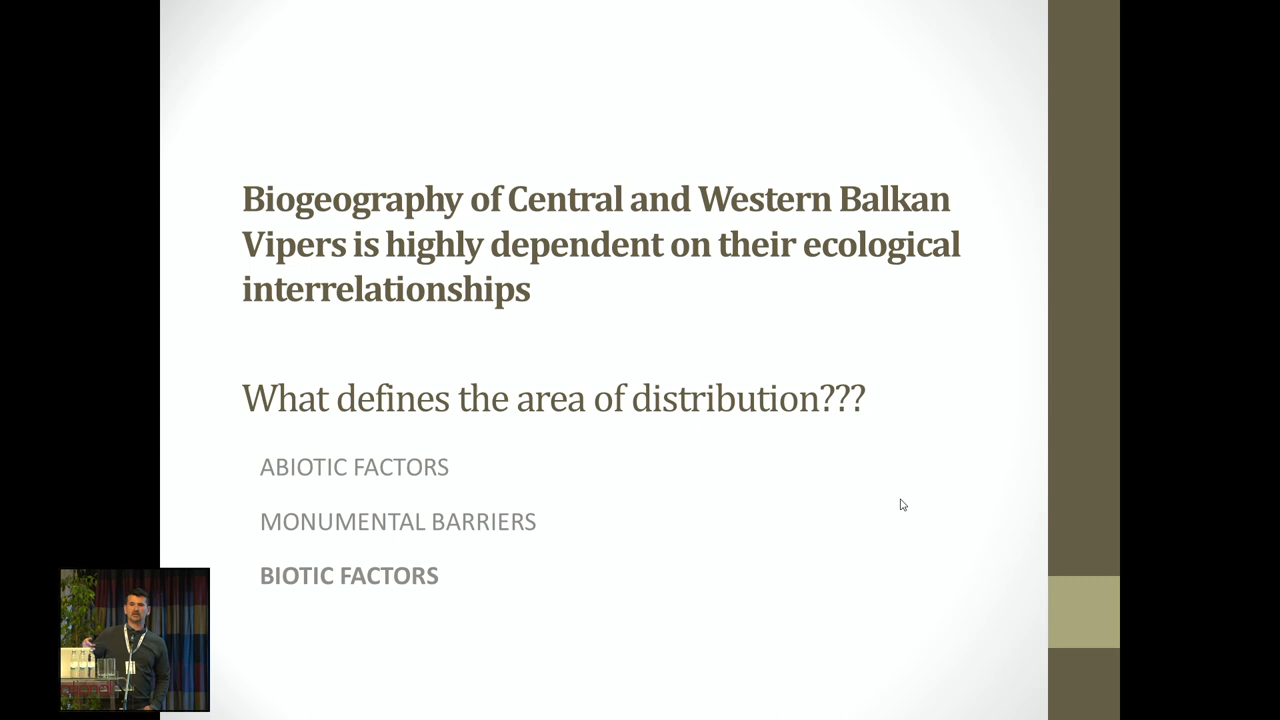 Biogeography of Central and Western Balkan
Vipers is highly dependent on their ecological
interrelationships
What defines the area of distribution???
ABIOTIC FACTORS
MONUMENTAL BARRIERS
BIOTIC FACTORS